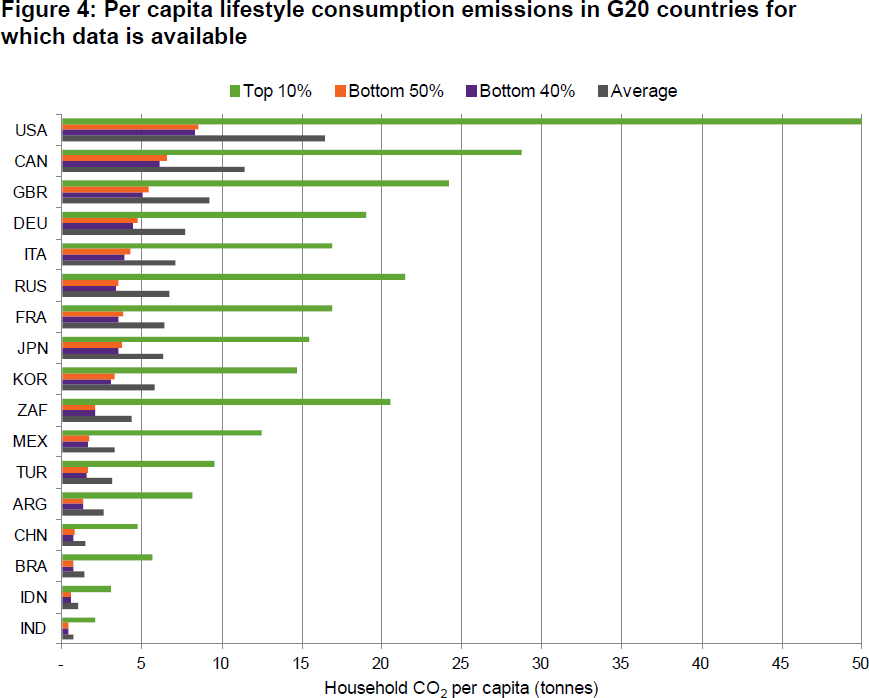 Figure 4: Per capita lifestyle consumption emissions in G20 countries for
which data is available
Top 10% Bottom 50% Bottom 40% Average
USA
CAN
GBR
DEU
ITA
RUS
FRA
JPN
KOR
ZAF
MEX
TUR
ARG
CHN
BRA
IDN
IND
- 5 10 15 20 25 30 35 40 45 50
Household CO₂ per capita (tonnes)